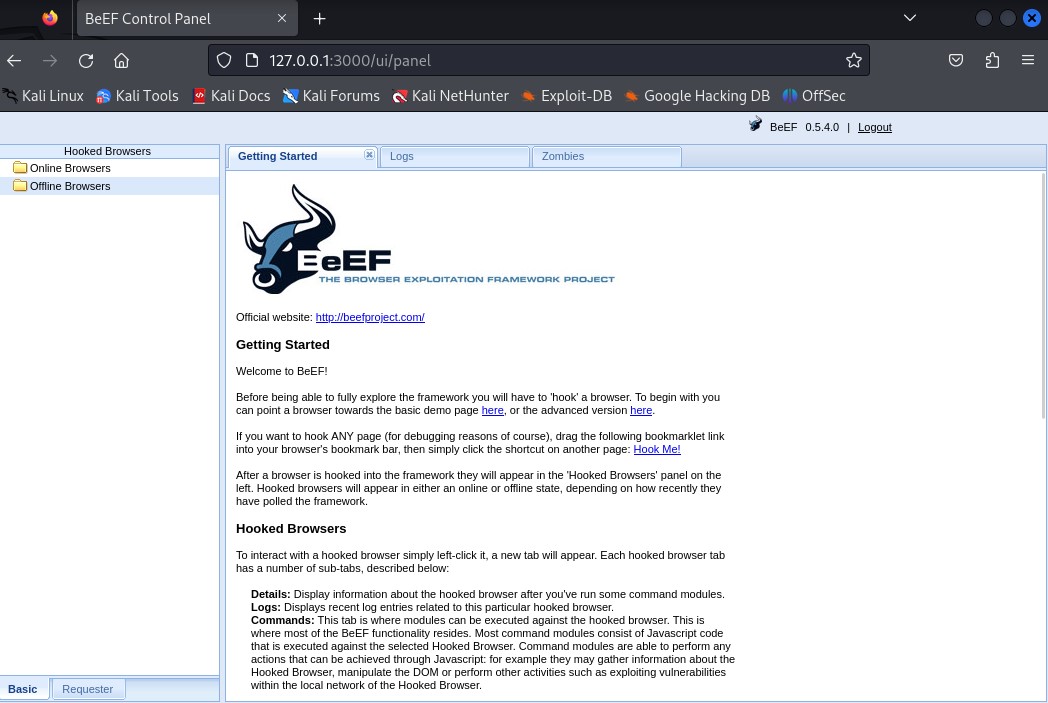 BeEF Control Panel
127.0.0.1:3000/ui/panel
Kali Linux Kali Tools Kali Docs Kali Forums Kali NetHunter Exploit-DB Google Hacking DB OffSec
BeEF 0.5.4.0 | Logout
Hooked Browsers
Online Browsers
Offline Browsers
Basic Requester
Getting Started Logs Zombies
BeEF
THE BROWSER EXPLOITATION FRAMEWORK PROJECT
Official website: http://beefproject.com/
Getting Started
Welcome to BeEF!
Before being able to fully explore the framework you will have to 'hook' a browser. To begin with you
can point a browser towards the basic demo page here, or the advanced version here.
If you want to hook ANY page (for debugging reasons of course), drag the following bookmarklet link
into your browser's bookmark bar, then simply click the shortcut on another page: Hook Me!
After a browser is hooked into the framework they will appear in the 'Hooked Browsers' panel on the
left. Hooked browsers will appear in either an online or offline state, depending on how recently they
have polled the framework.
Hooked Browsers
To interact with a hooked browser simply left-click it, a new tab will appear. Each hooked browser tab
has a number of sub-tabs, described below:
Details: Display information about the hooked browser after you've run some command modules.
Logs: Displays recent log entries related to this particular hooked browser.
Commands: This tab is where modules can be executed against the hooked browser. This is
where most of the BeEF functionality resides. Most command modules consist of Javascript code
that is executed against the selected Hooked Browser. Command modules are able to perform any
actions that can be achieved through Javascript: for example they may gather information about the
Hooked Browser, manipulate the DOM or perform other activities such as exploiting vulnerabilities
within the local network of the Hooked Browser.